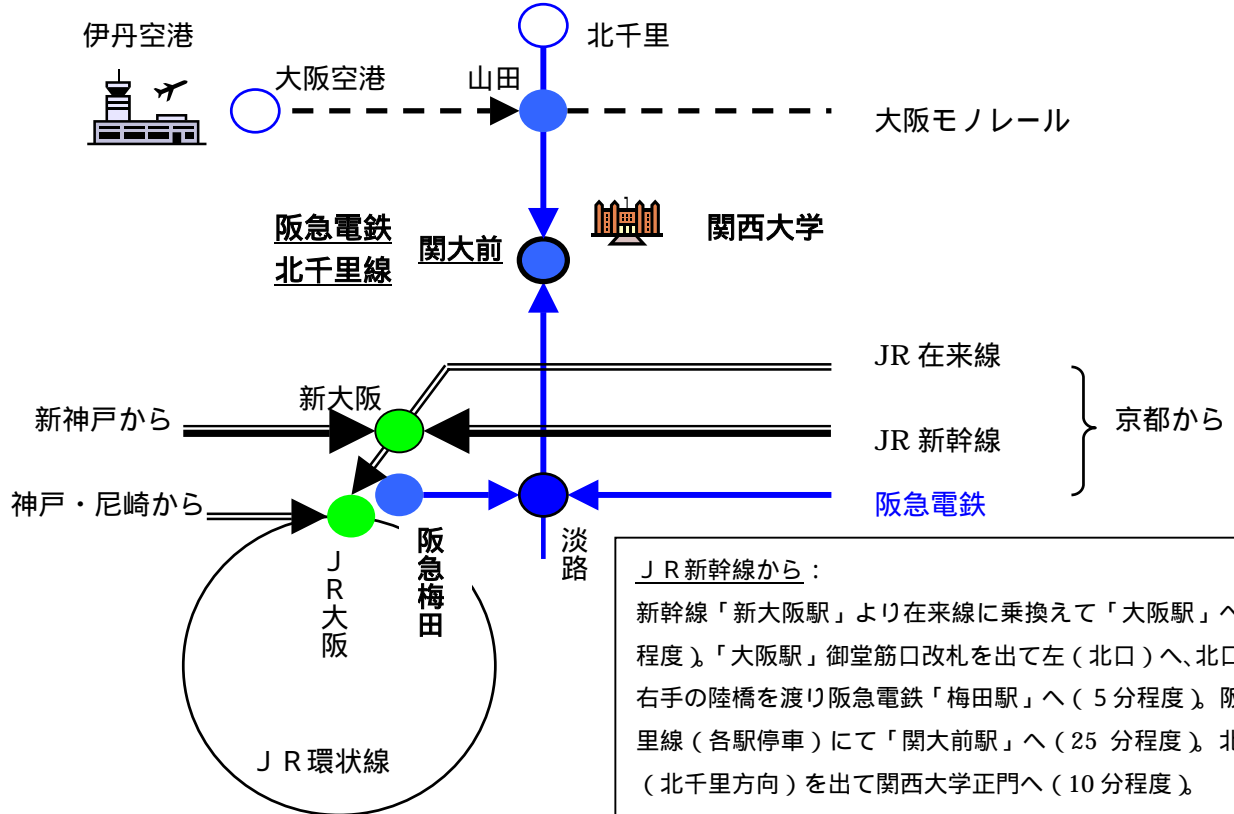 伊丹空港
北千里
大阪空港
山田
大阪モノレール
阪急電鉄
北千里線
関大前
関西大学
JR 在来線
新大阪
新神戸から
JR 新幹線
京都から
神戸・尼崎から
阪急電鉄
JR大阪
阪急梅田
淡路
JR環状線
JR新幹線から:
新幹線「新大阪駅」より在来線に乗換えて「大阪駅」へ
程度)。「大阪駅」御堂筋口改札を出て左(北口)へ、北口
右手の陸橋を渡り阪急電鉄「梅田駅」へ(5分程度)。阪
里線(各駅停車)にて「関大前駅」へ(25 分程度)。北
(北千里方向)を出て関西大学正門へ(10分程度)。